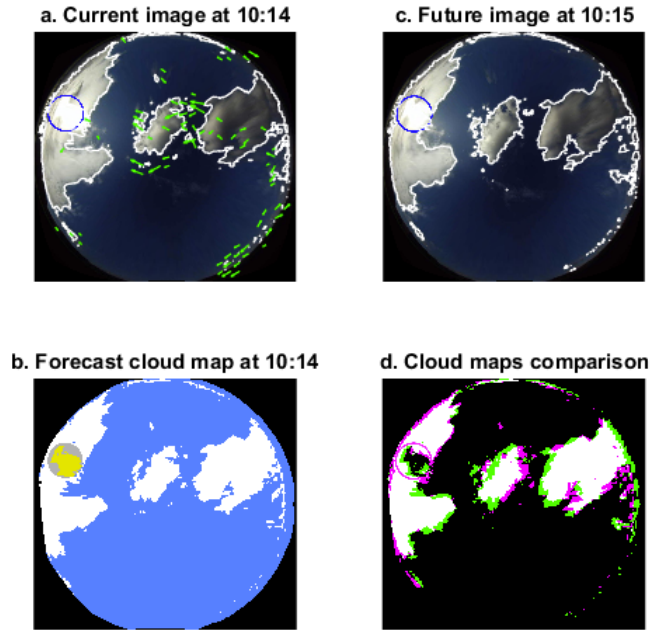 a. Current image at 10:14
c. Future image at 10:15
b. Forecast cloud map at 10:14
d. Cloud maps comparison